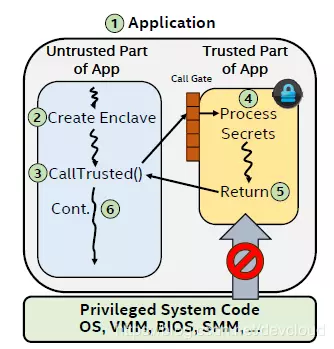 1 Application
Untrusted Part
of App
Trusted Part
of App
Call Gate
2 Create Enclave
4 Process
Secrets
3 CallTrusted()
Return 5
Cont. 6
Privileged System Code
OS, VMM, BIOS, SMM, ...